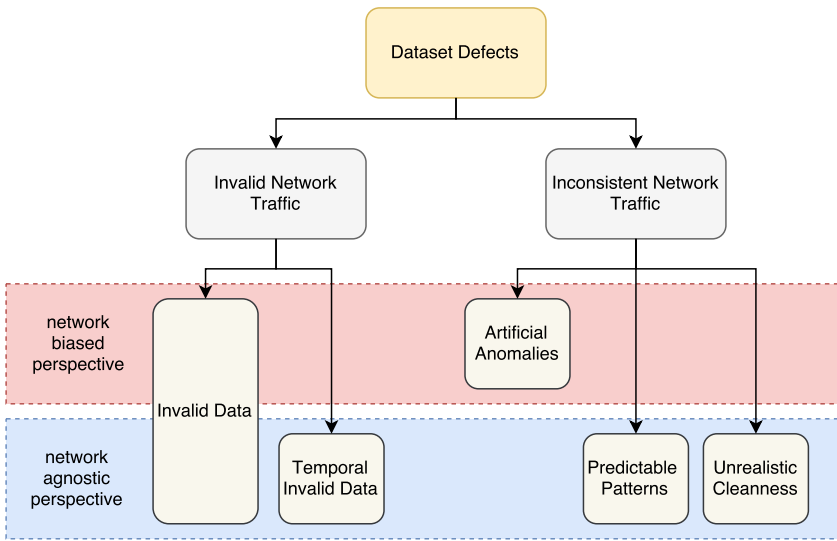 Dataset Defects
Invalid Network
Traffic
Inconsistent Network
Traffic
network
biased
perspective
Artificial
Anomalies
Invalid Data
network
agnostic
perspective
Temporal
Invalid Data
Predictable
Patterns
Unrealistic
Cleanness